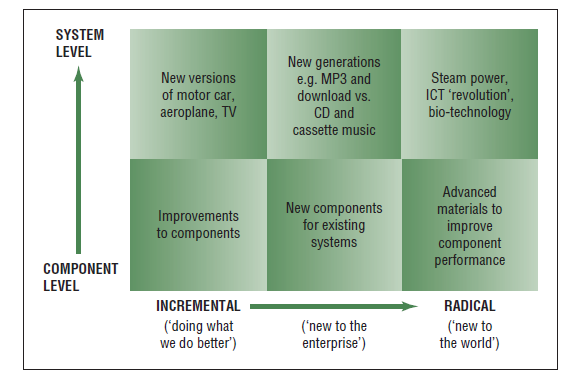 SYSTEM
LEVEL
New versions
of motor car,
aeroplane, TV
New generations
e.g. MP3 and
download vs.
CD and
cassette music
Steam power,
ICT ‘revolution’,
bio-technology
Improvements
to components
New components
for existing
systems
Advanced
materials to
improve
component
performance
COMPONENT
LEVEL
INCREMENTAL
(‘doing what
we do better’)
(‘new to the
enterprise’)
RADICAL
(‘new to
the world’)